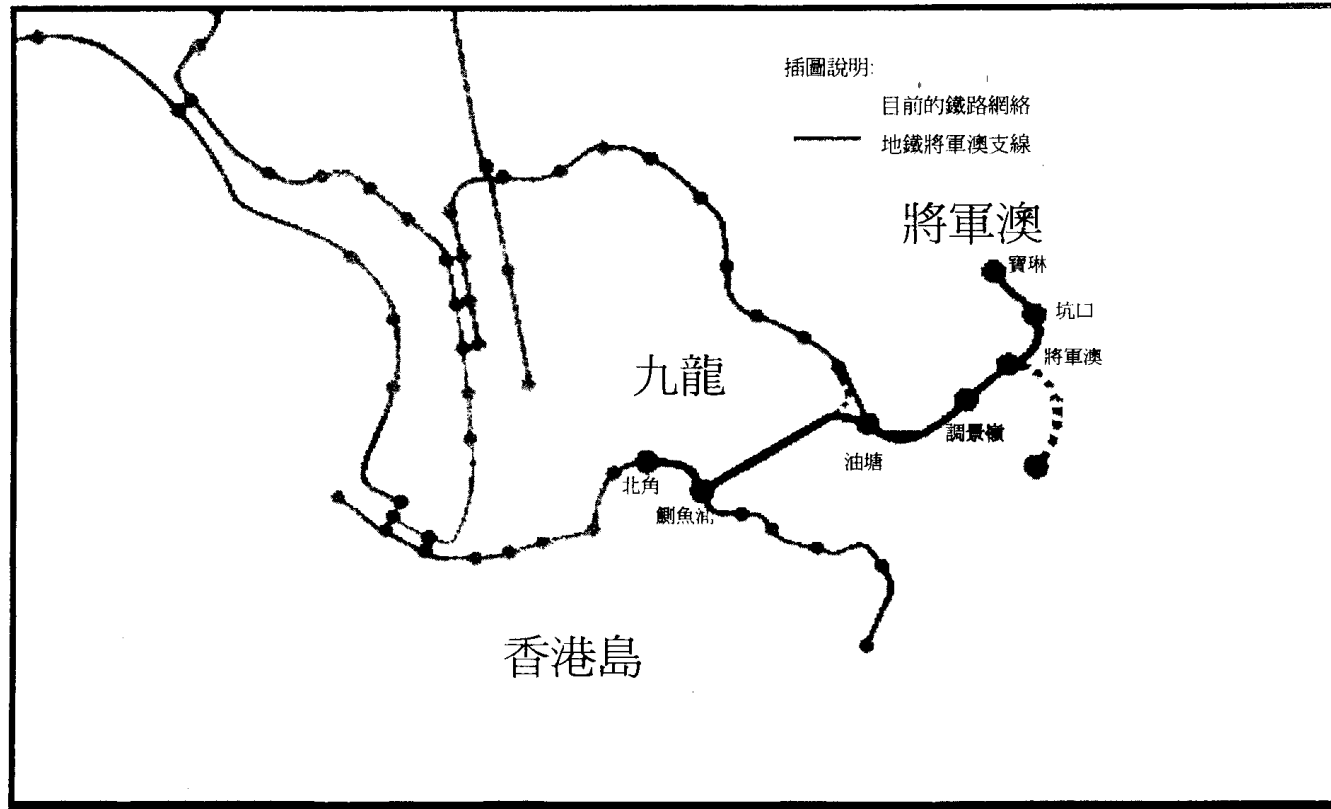 插圖說明:
目前的鐵路網絡
地鐵將軍澳支線
將軍澳
寶琳
坑口
將軍澳
九龍
調景嶺
油塘
北角
鰂魚涌
香港島